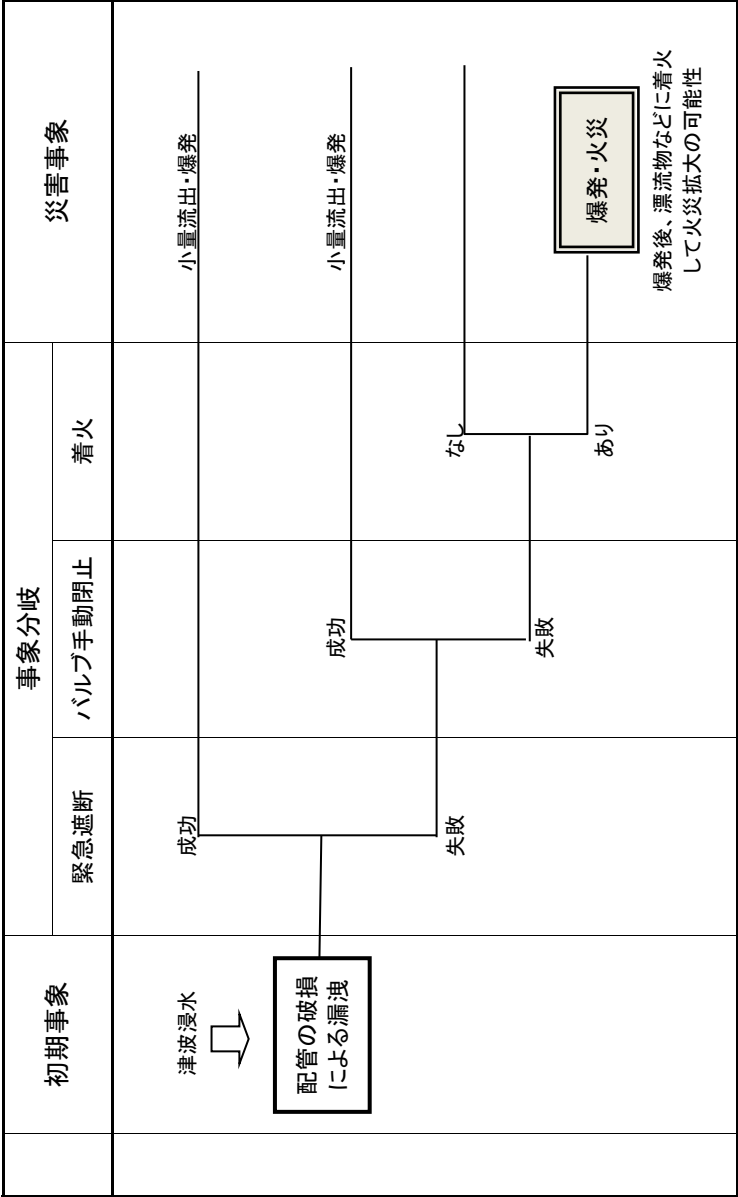 初期事象
事象分岐
災害事象
緊急遮断
バルブ手動閉止
着火
津波浸水
配管の破損
による漏洩
成功
小量流出・爆発
失敗
成功
小量流出・爆発
失敗
なし
あり
爆発・火災
爆発後、漂流物などに着火
して火災拡大の可能性